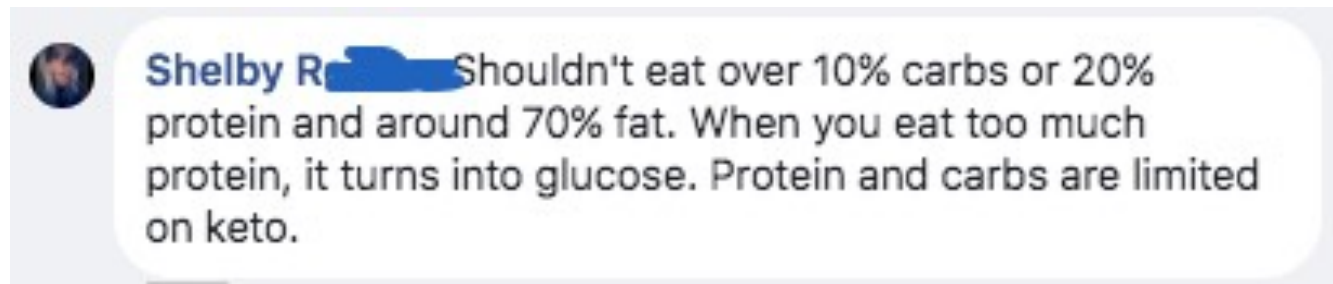 Shelby R Shouldn't eat over 10% carbs or 20%
protein and around 70% fat. When you eat too much
protein, it turns into glucose. Protein and carbs are limited
on keto.